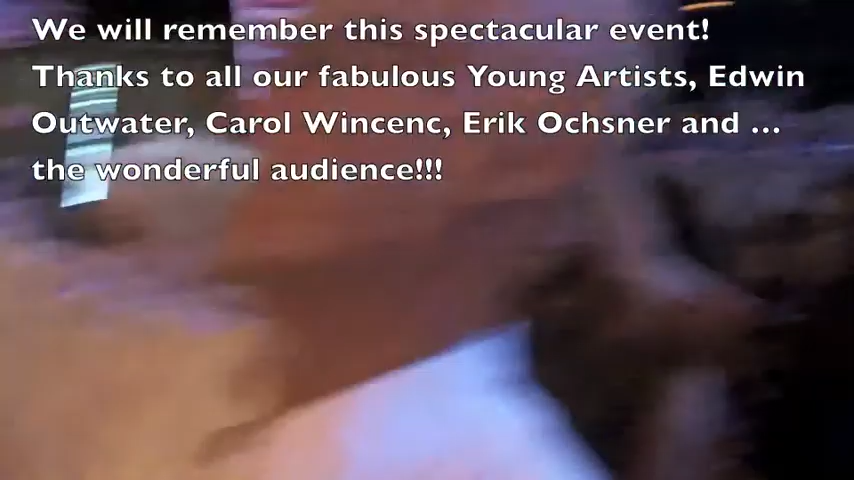 We will remember this spectacular event!
Thanks to all our fabulous Young Artists, Edwin
Outwater, Carol Wincenc, Erik Ochsner and ...
the wonderful audience!!!